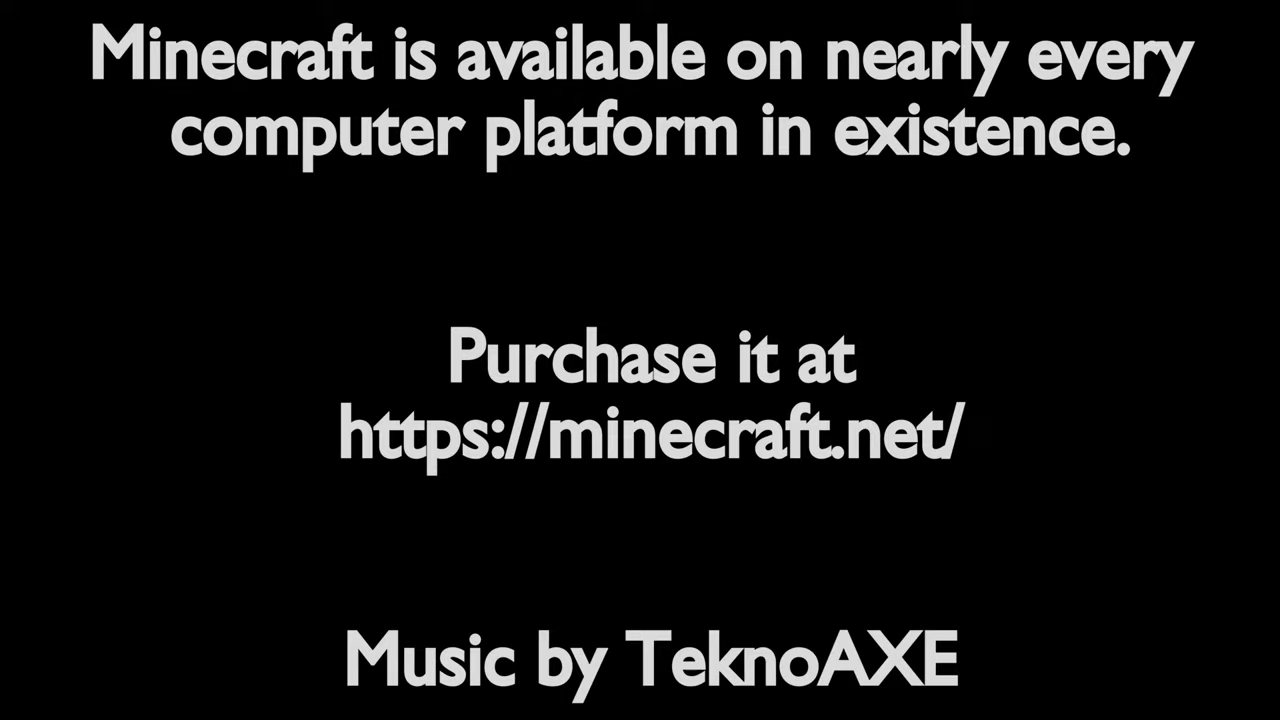 Minecraft is available on nearly every
computer platform in existence.
Purchase it at
https://minecraft.net/
Music by TeknoAXE